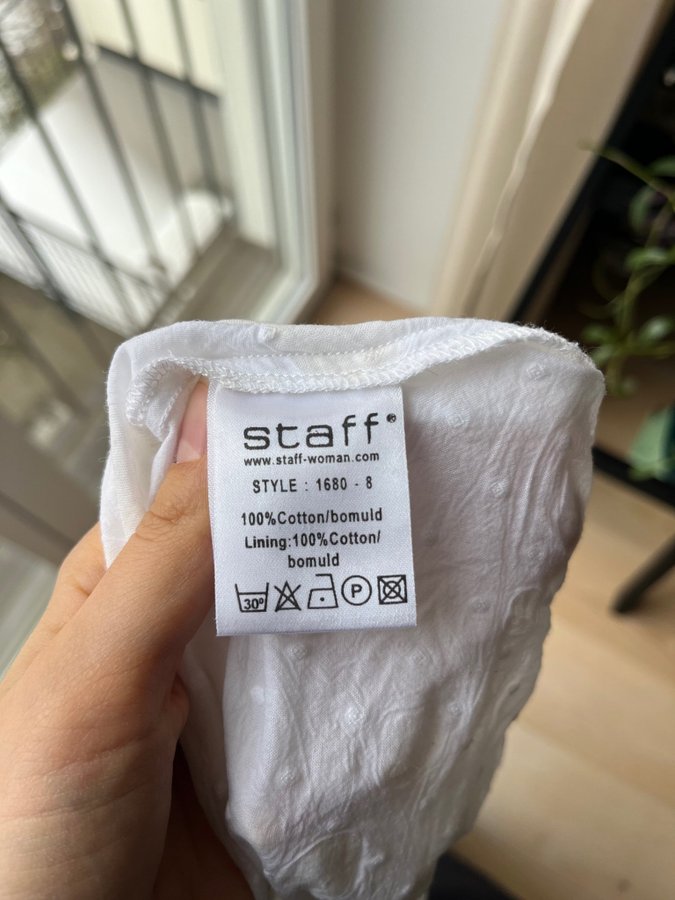 staff®
www.staff-woman.com
STYLE : 1680 - 8
100%Cotton/bomuld
Lining:100%Cotton/
bomuld
30° P